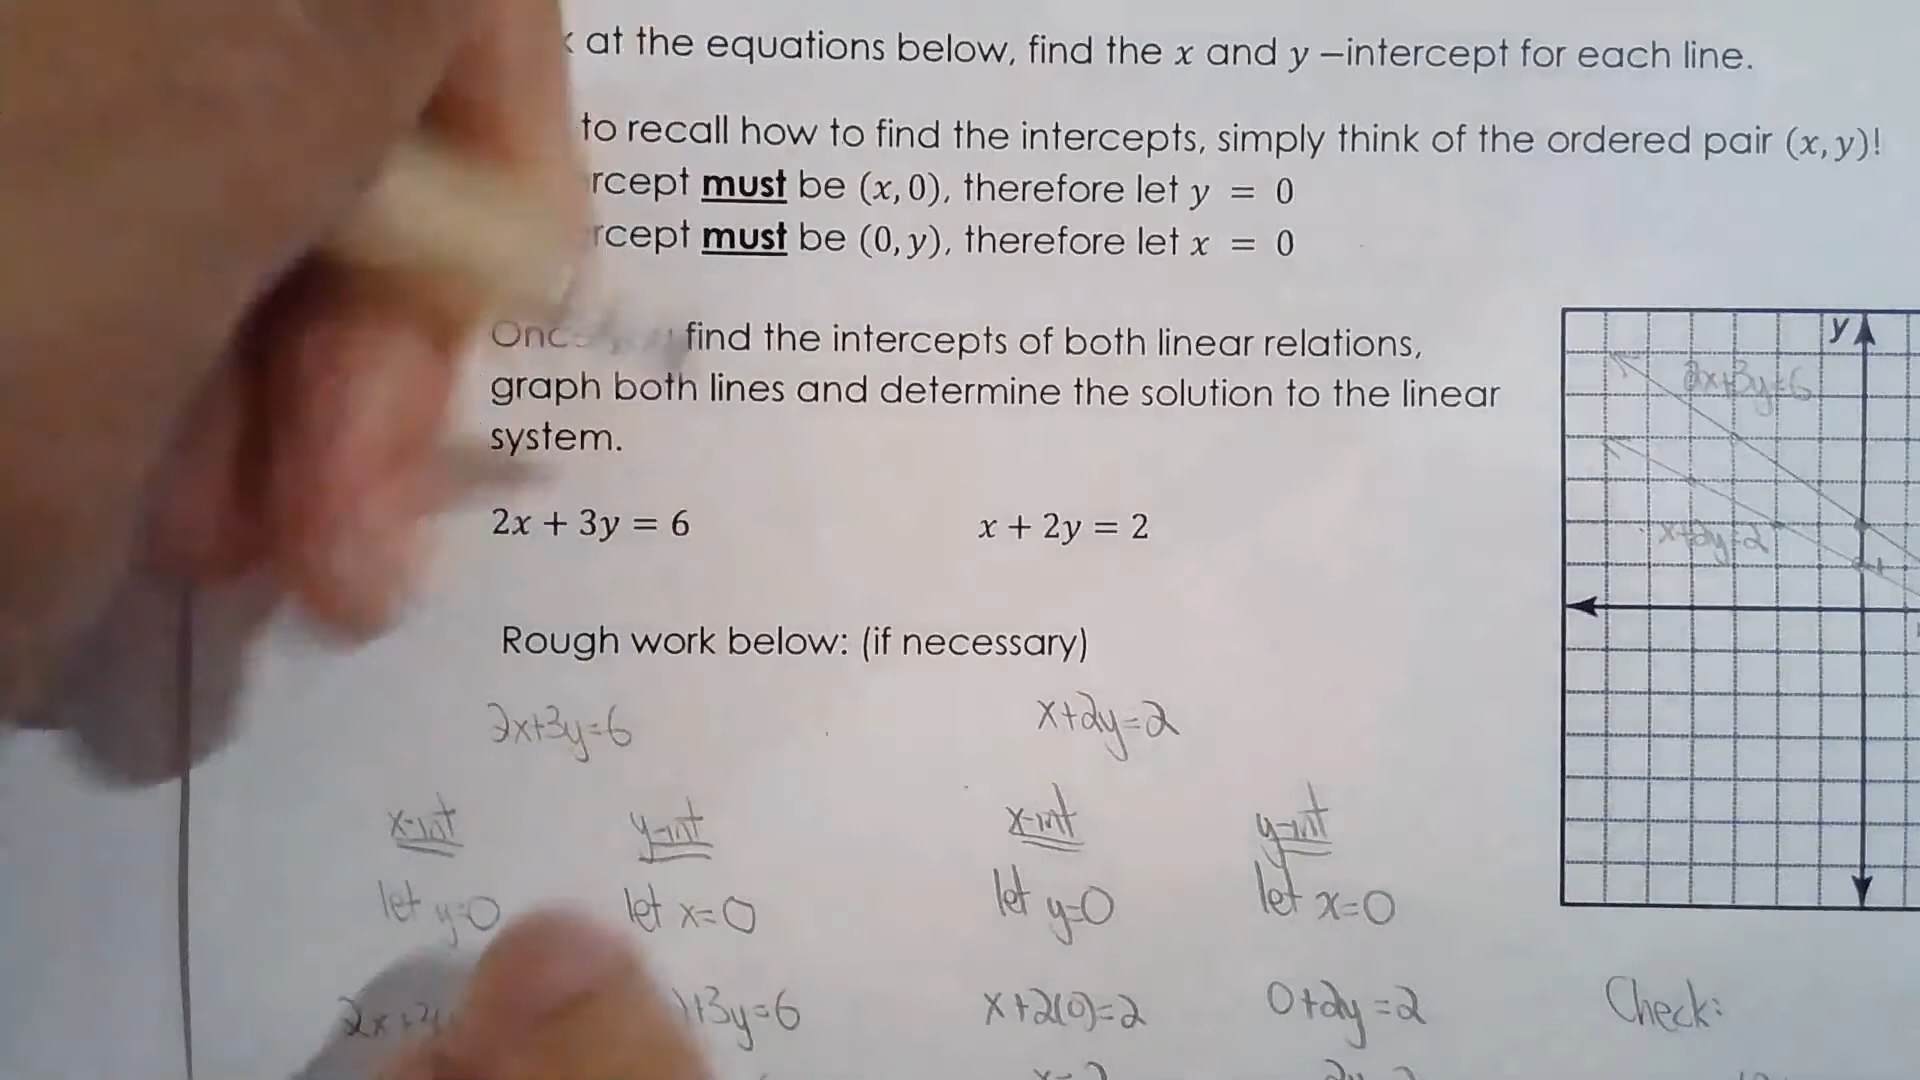 at the equations below, find the x and y –intercept for each line.
to recall how to find the intercepts, simply think of the ordered pair (x, y)!
rcept must be (x, 0), therefore let y = 0
rcept must be (0, y), therefore let x = 0
find the intercepts of both linear relations,
graph both lines and determine the solution to the linear
system.
2x + 3y = 6 x + 2y = 2
Rough work below: (if necessary)
2x+3y=6 x+2y=2
x-int y-int x-int y-int
let y=0 let x=0 let y=0 let x=0
+3y=6 x+2(0)=2 0+2y=2 Check:
y
2x+3y=6
x+2y=2